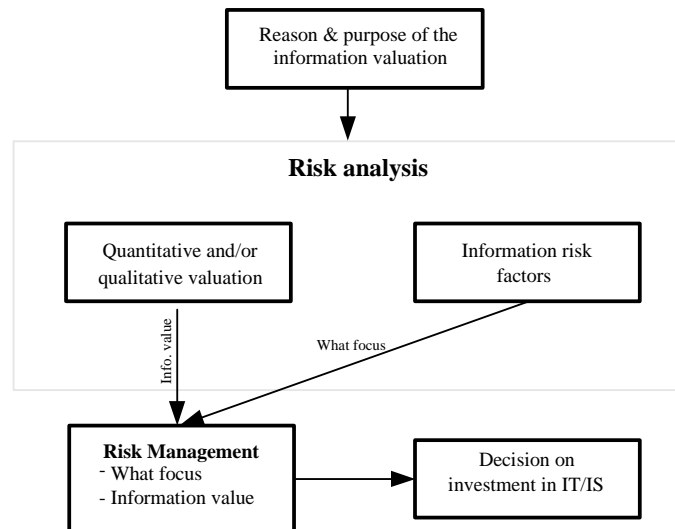 Reason & purpose of the
information valuation
Risk analysis
Quantitative and/or
qualitative valuation
Information risk
factors
Info. value
What focus
Risk Management
- What focus
- Information value
Decision on
investment in IT/IS